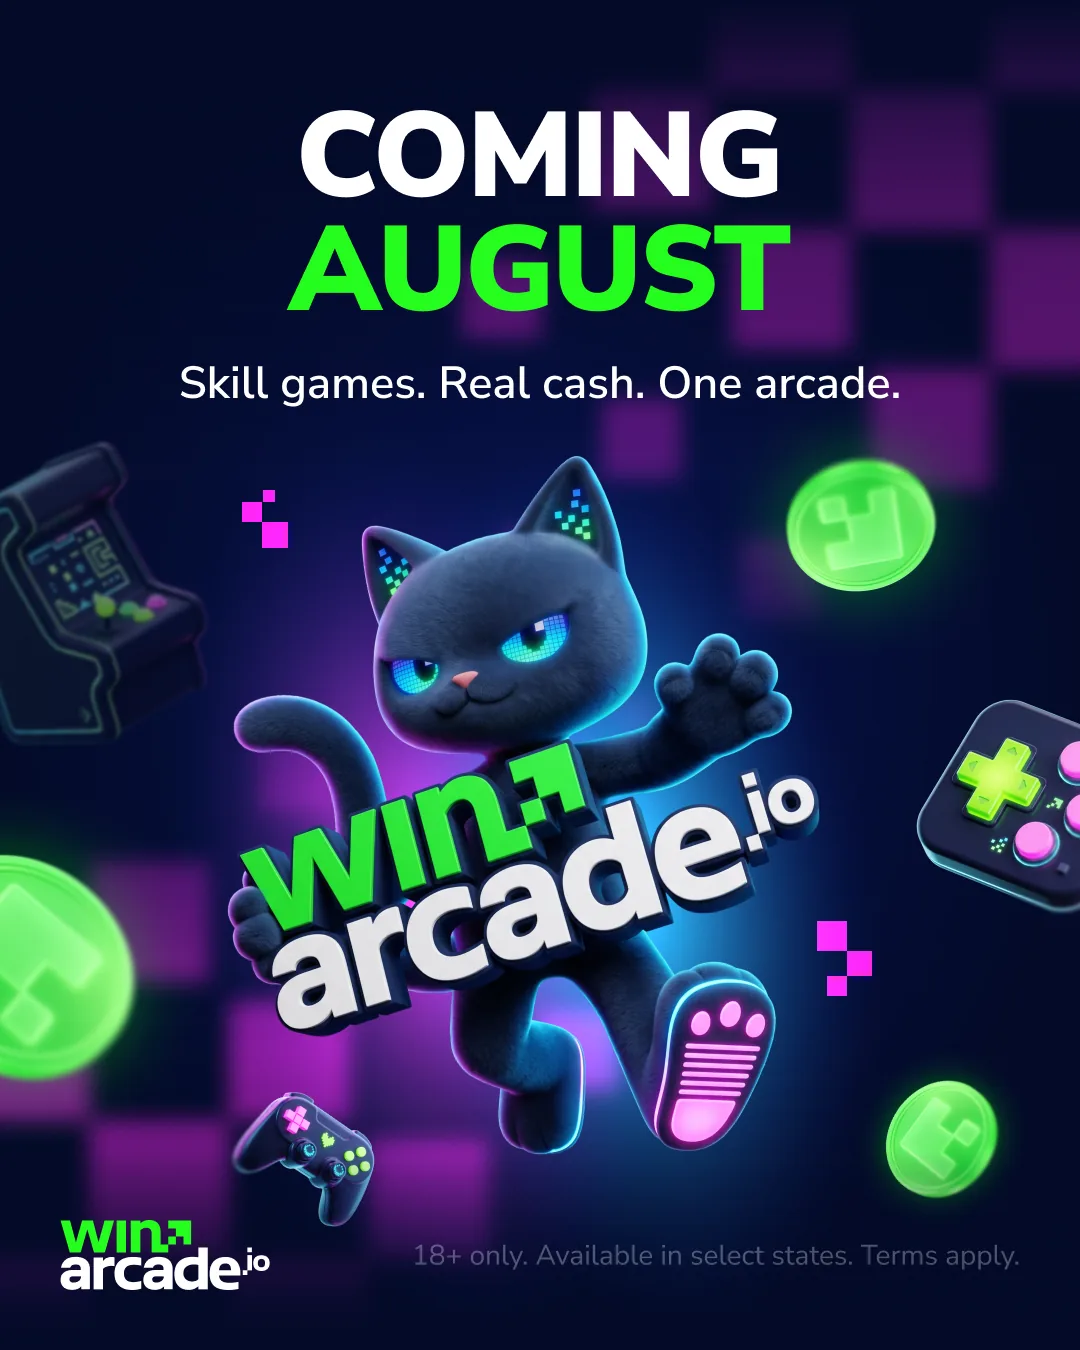 COMING
AUGUST
Skill games. Real cash. One arcade.
win
arcade.io
win
arcade.io
18+ only. Available in select states. Terms apply.